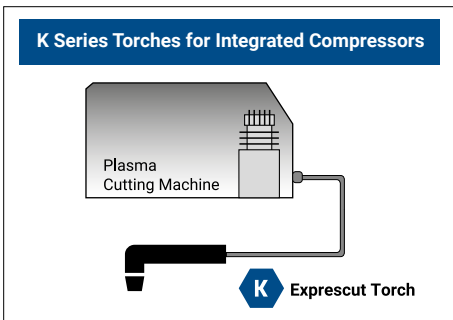 K Series Torches for Integrated Compressors
Plasma
Cutting Machine
K
Exprescut Torch